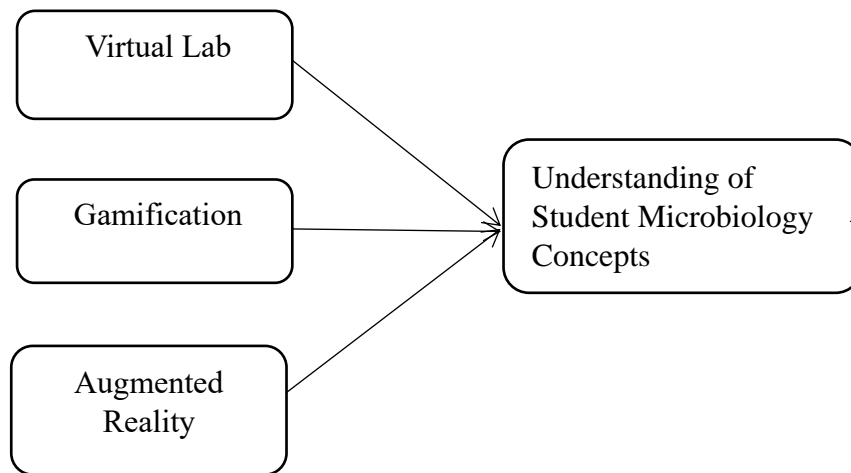 Virtual Lab
Gamification
Augmented
Reality
Understanding of
Student Microbiology
Concepts